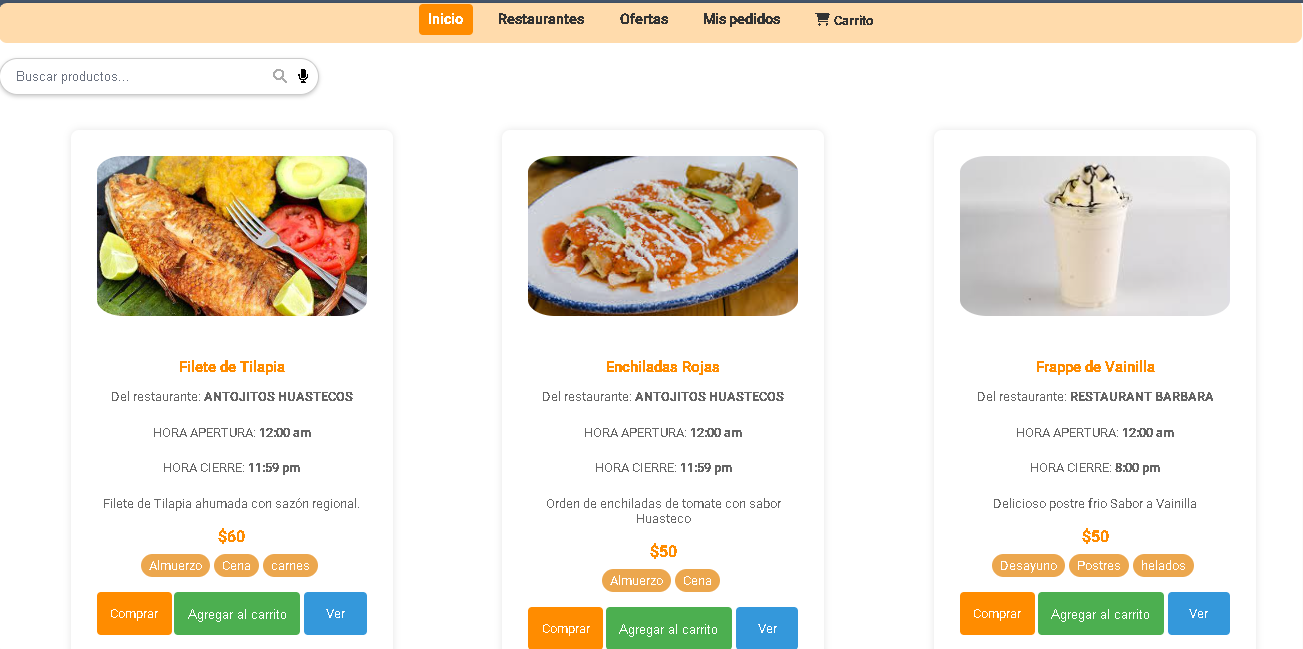 Inicio Restaurantes Ofertas Mis pedidos Carrito
Buscar productos...
Filete de Tilapia
Del restaurante: ANTOJITOS HUASTECOS
HORA APERTURA: 12:00 am
HORA CIERRE: 11:59 pm
Filete de Tilapia ahumada con sazón regional.
$60
Almuerzo Cena carnes
Comprar Agregar al carrito Ver
Enchiladas Rojas
Del restaurante: ANTOJITOS HUASTECOS
HORA APERTURA: 12:00 am
HORA CIERRE: 11:59 pm
Orden de enchiladas de tomate con sabor
Huasteco
$50
Almuerzo Cena
Comprar Agregar al carrito Ver
Frappe de Vainilla
Del restaurante: RESTAURANT BARBARA
HORA APERTURA: 12:00 am
HORA CIERRE: 8:00 pm
Delicioso postre frio Sabor a Vainilla
$50
Desayuno Postres helados
Comprar Agregar al carrito Ver